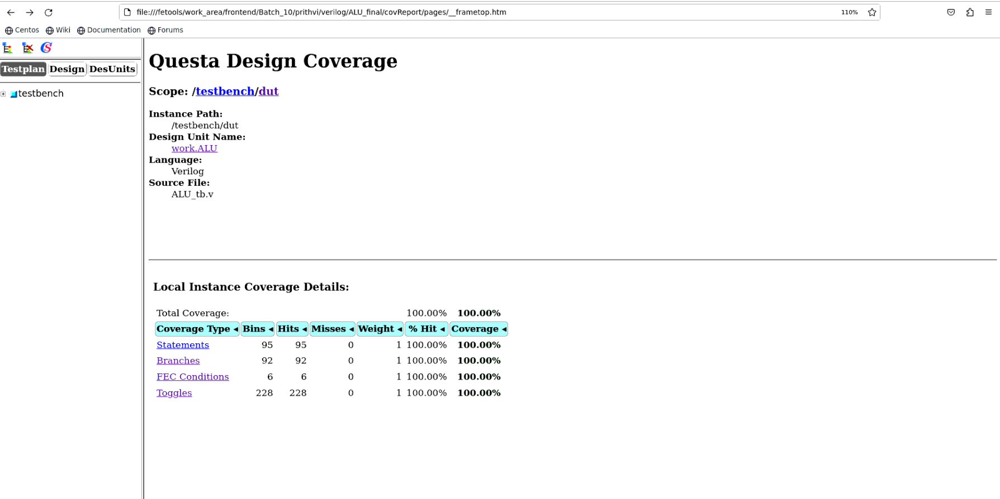 file:///fetools/work_area/frontend/Batch_10/prithvi/verilog/ALU_final/covReport/pages/__frametop.htm 110%
Centos Wiki Documentation Forums
Testplan Design DesUnits
testbench
Questa Design Coverage
Scope: /testbench/dut
Instance Path:
/testbench/dut
Design Unit Name:
work.ALU
Language:
Verilog
Source File:
ALU_tb.v
Local Instance Coverage Details:
Total Coverage: 100.00% 100.00%
Coverage Type ◂ Bins ◂ Hits ◂ Misses ◂ Weight ◂ % Hit ◂ Coverage ◂
Statements 95 95 0 1 100.00% 100.00%
Branches 92 92 0 1 100.00% 100.00%
FEC Conditions 6 6 0 1 100.00% 100.00%
Toggles 228 228 0 1 100.00% 100.00%